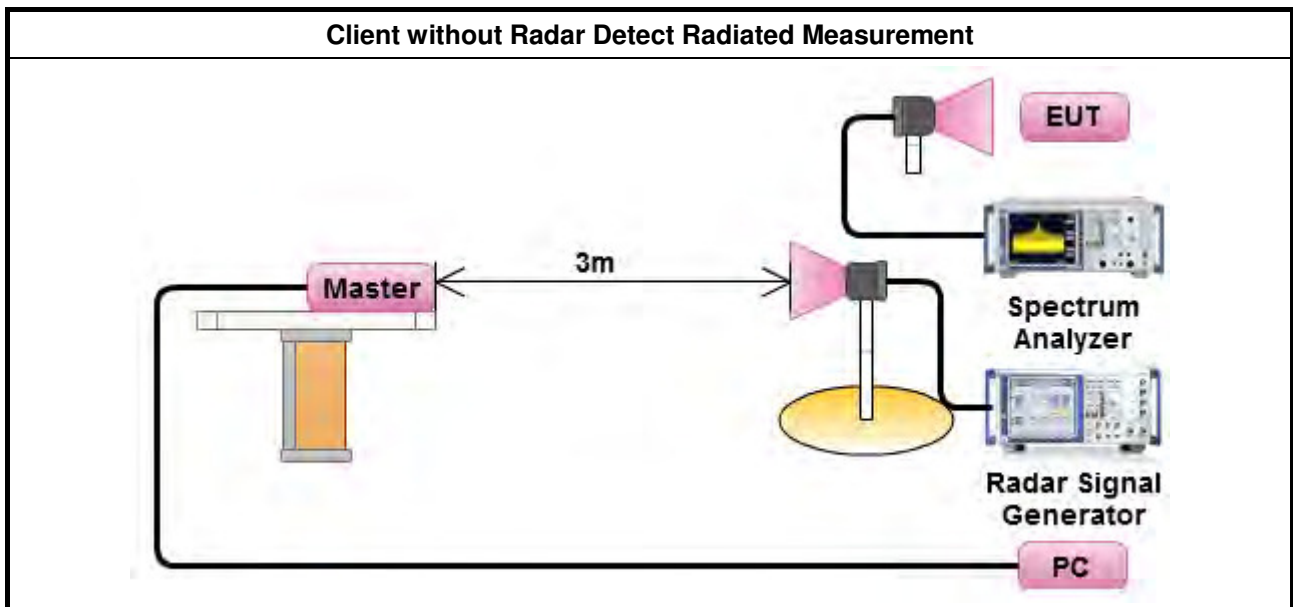 Client without Radar Detect Radiated Measurement
EUT
3m
Master
Spectrum
Analyzer
Radar Signal
Generator
PC